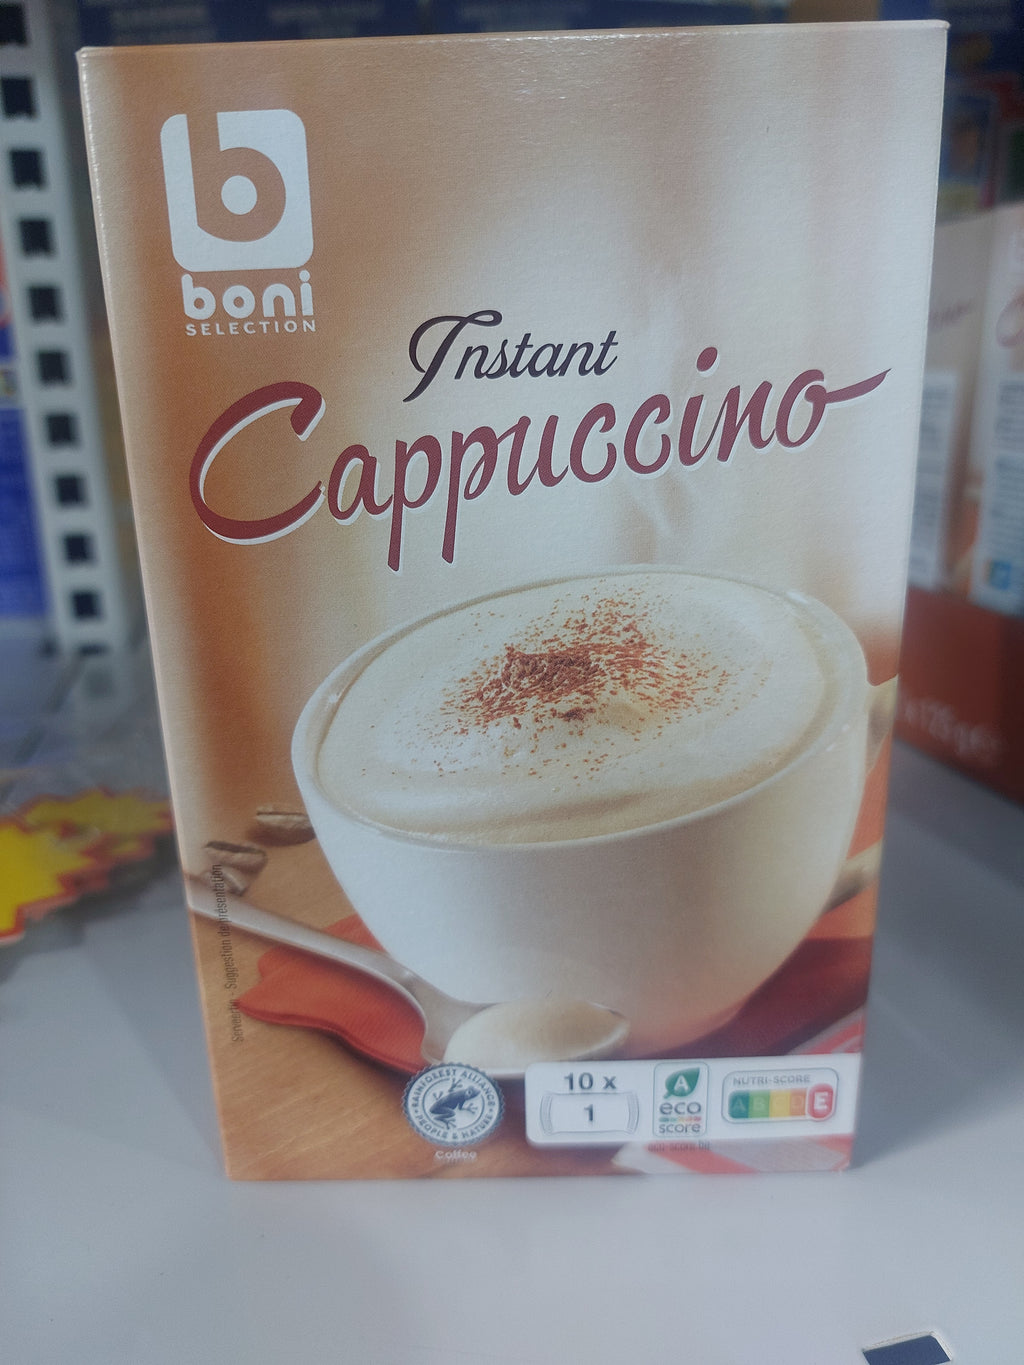 boni
SELECTION
Instant
Cappuccino
Serveertip - Suggestion de présentation
RAINFOREST ALLIANCE
PEOPLE & NATURE
Coffee
10 x
1
A
eco
score
eco-score.be
NUTRI-SCORE
A B C D E